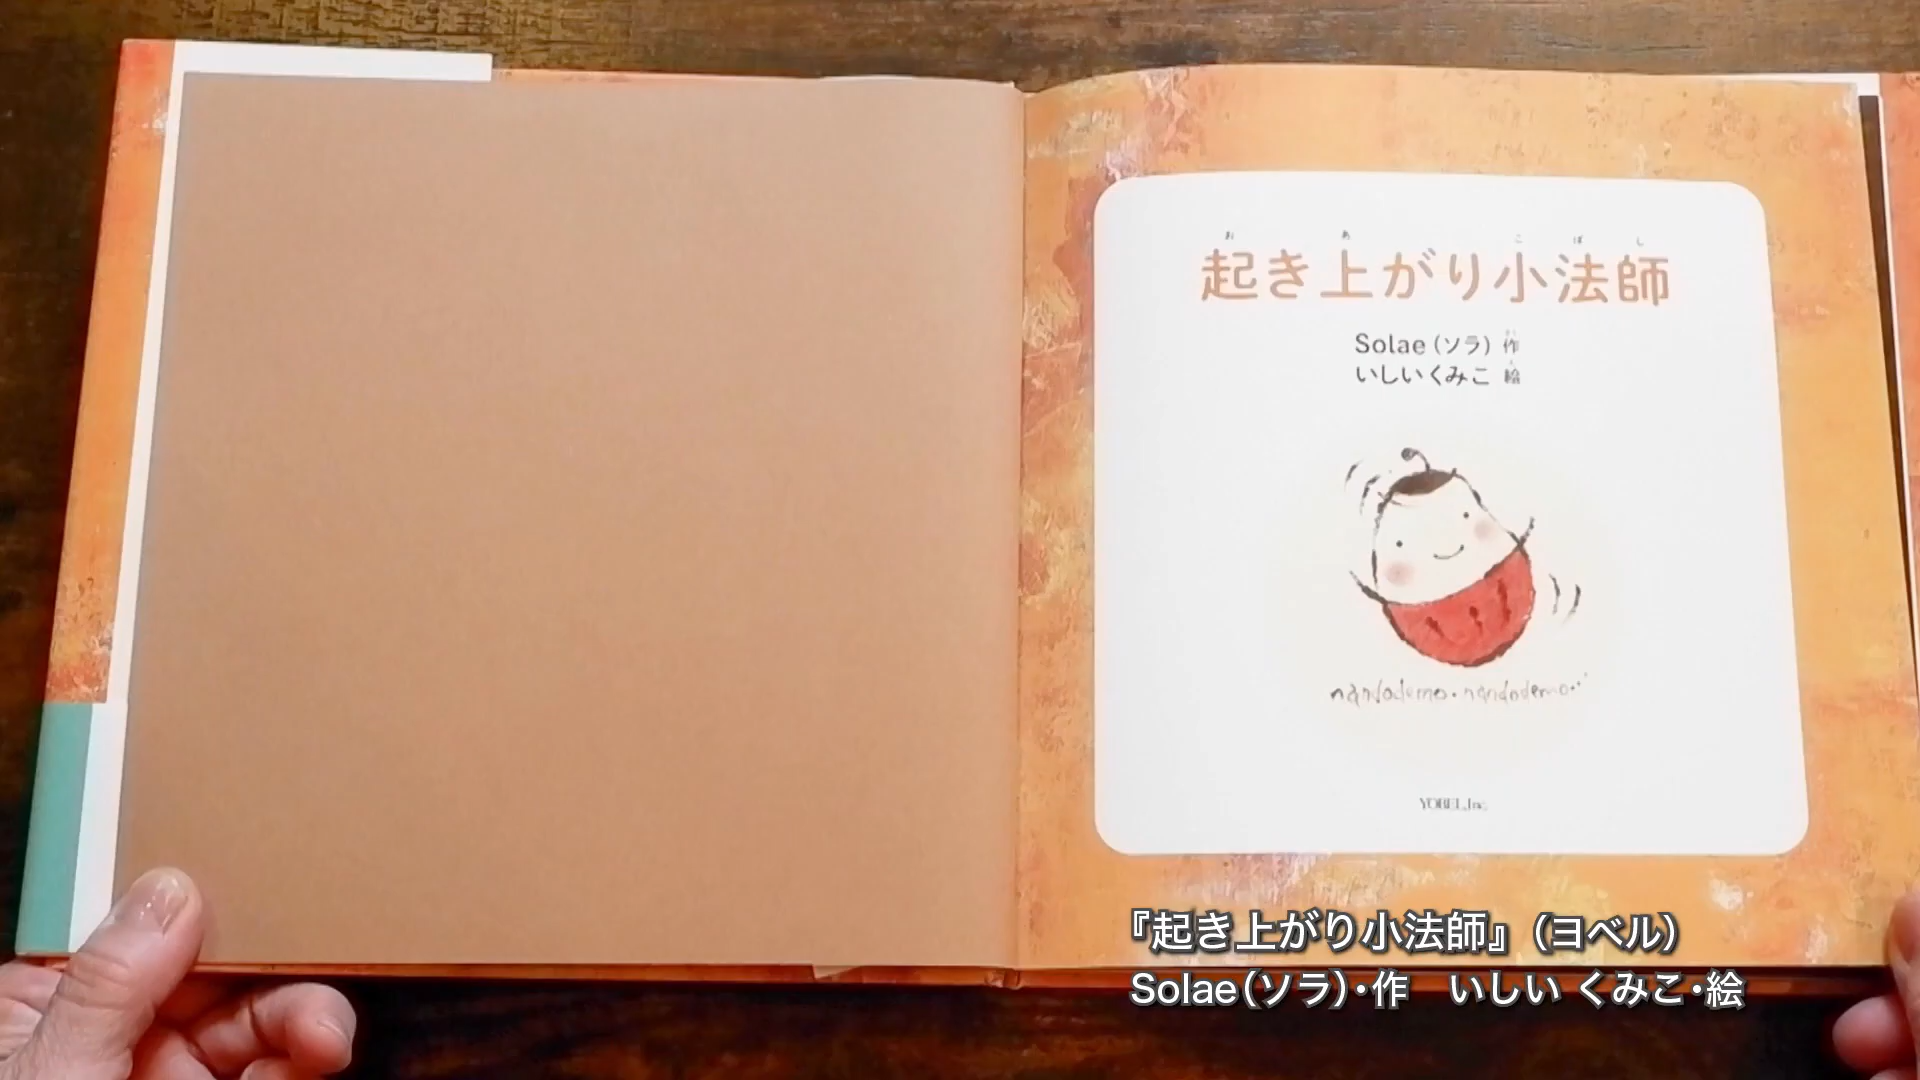 起き上がり小法師
Solae（ソラ）作
いしいくみこ 絵
nandodemo・nandodemo・・・
YOBEL,Inc.
『起き上がり小法師』（ヨベル）
Solae（ソラ）・作　いしい くみこ・絵